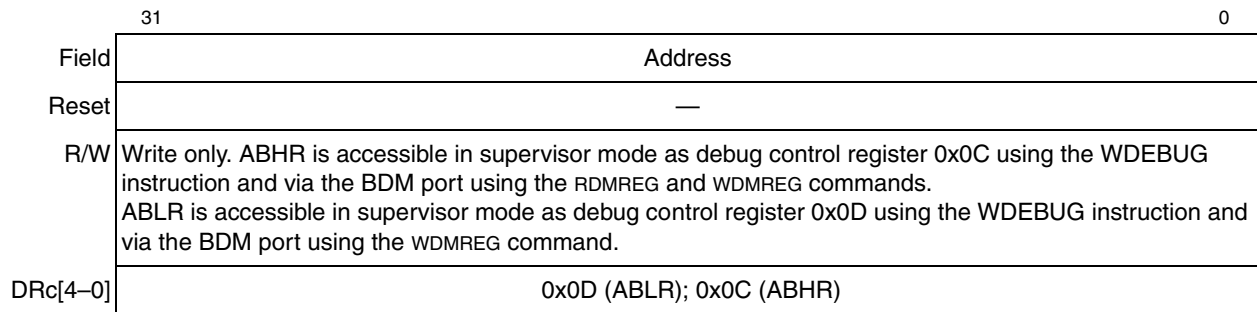 31 0
Field Address
Reset —
R/W Write only. ABHR is accessible in supervisor mode as debug control register 0x0C using the WDEBUG
instruction and via the BDM port using the RDMREG and WDMREG commands.
ABLR is accessible in supervisor mode as debug control register 0x0D using the WDEBUG instruction and
via the BDM port using the WDMREG command.
DRc[4–0] 0x0D (ABLR); 0x0C (ABHR)